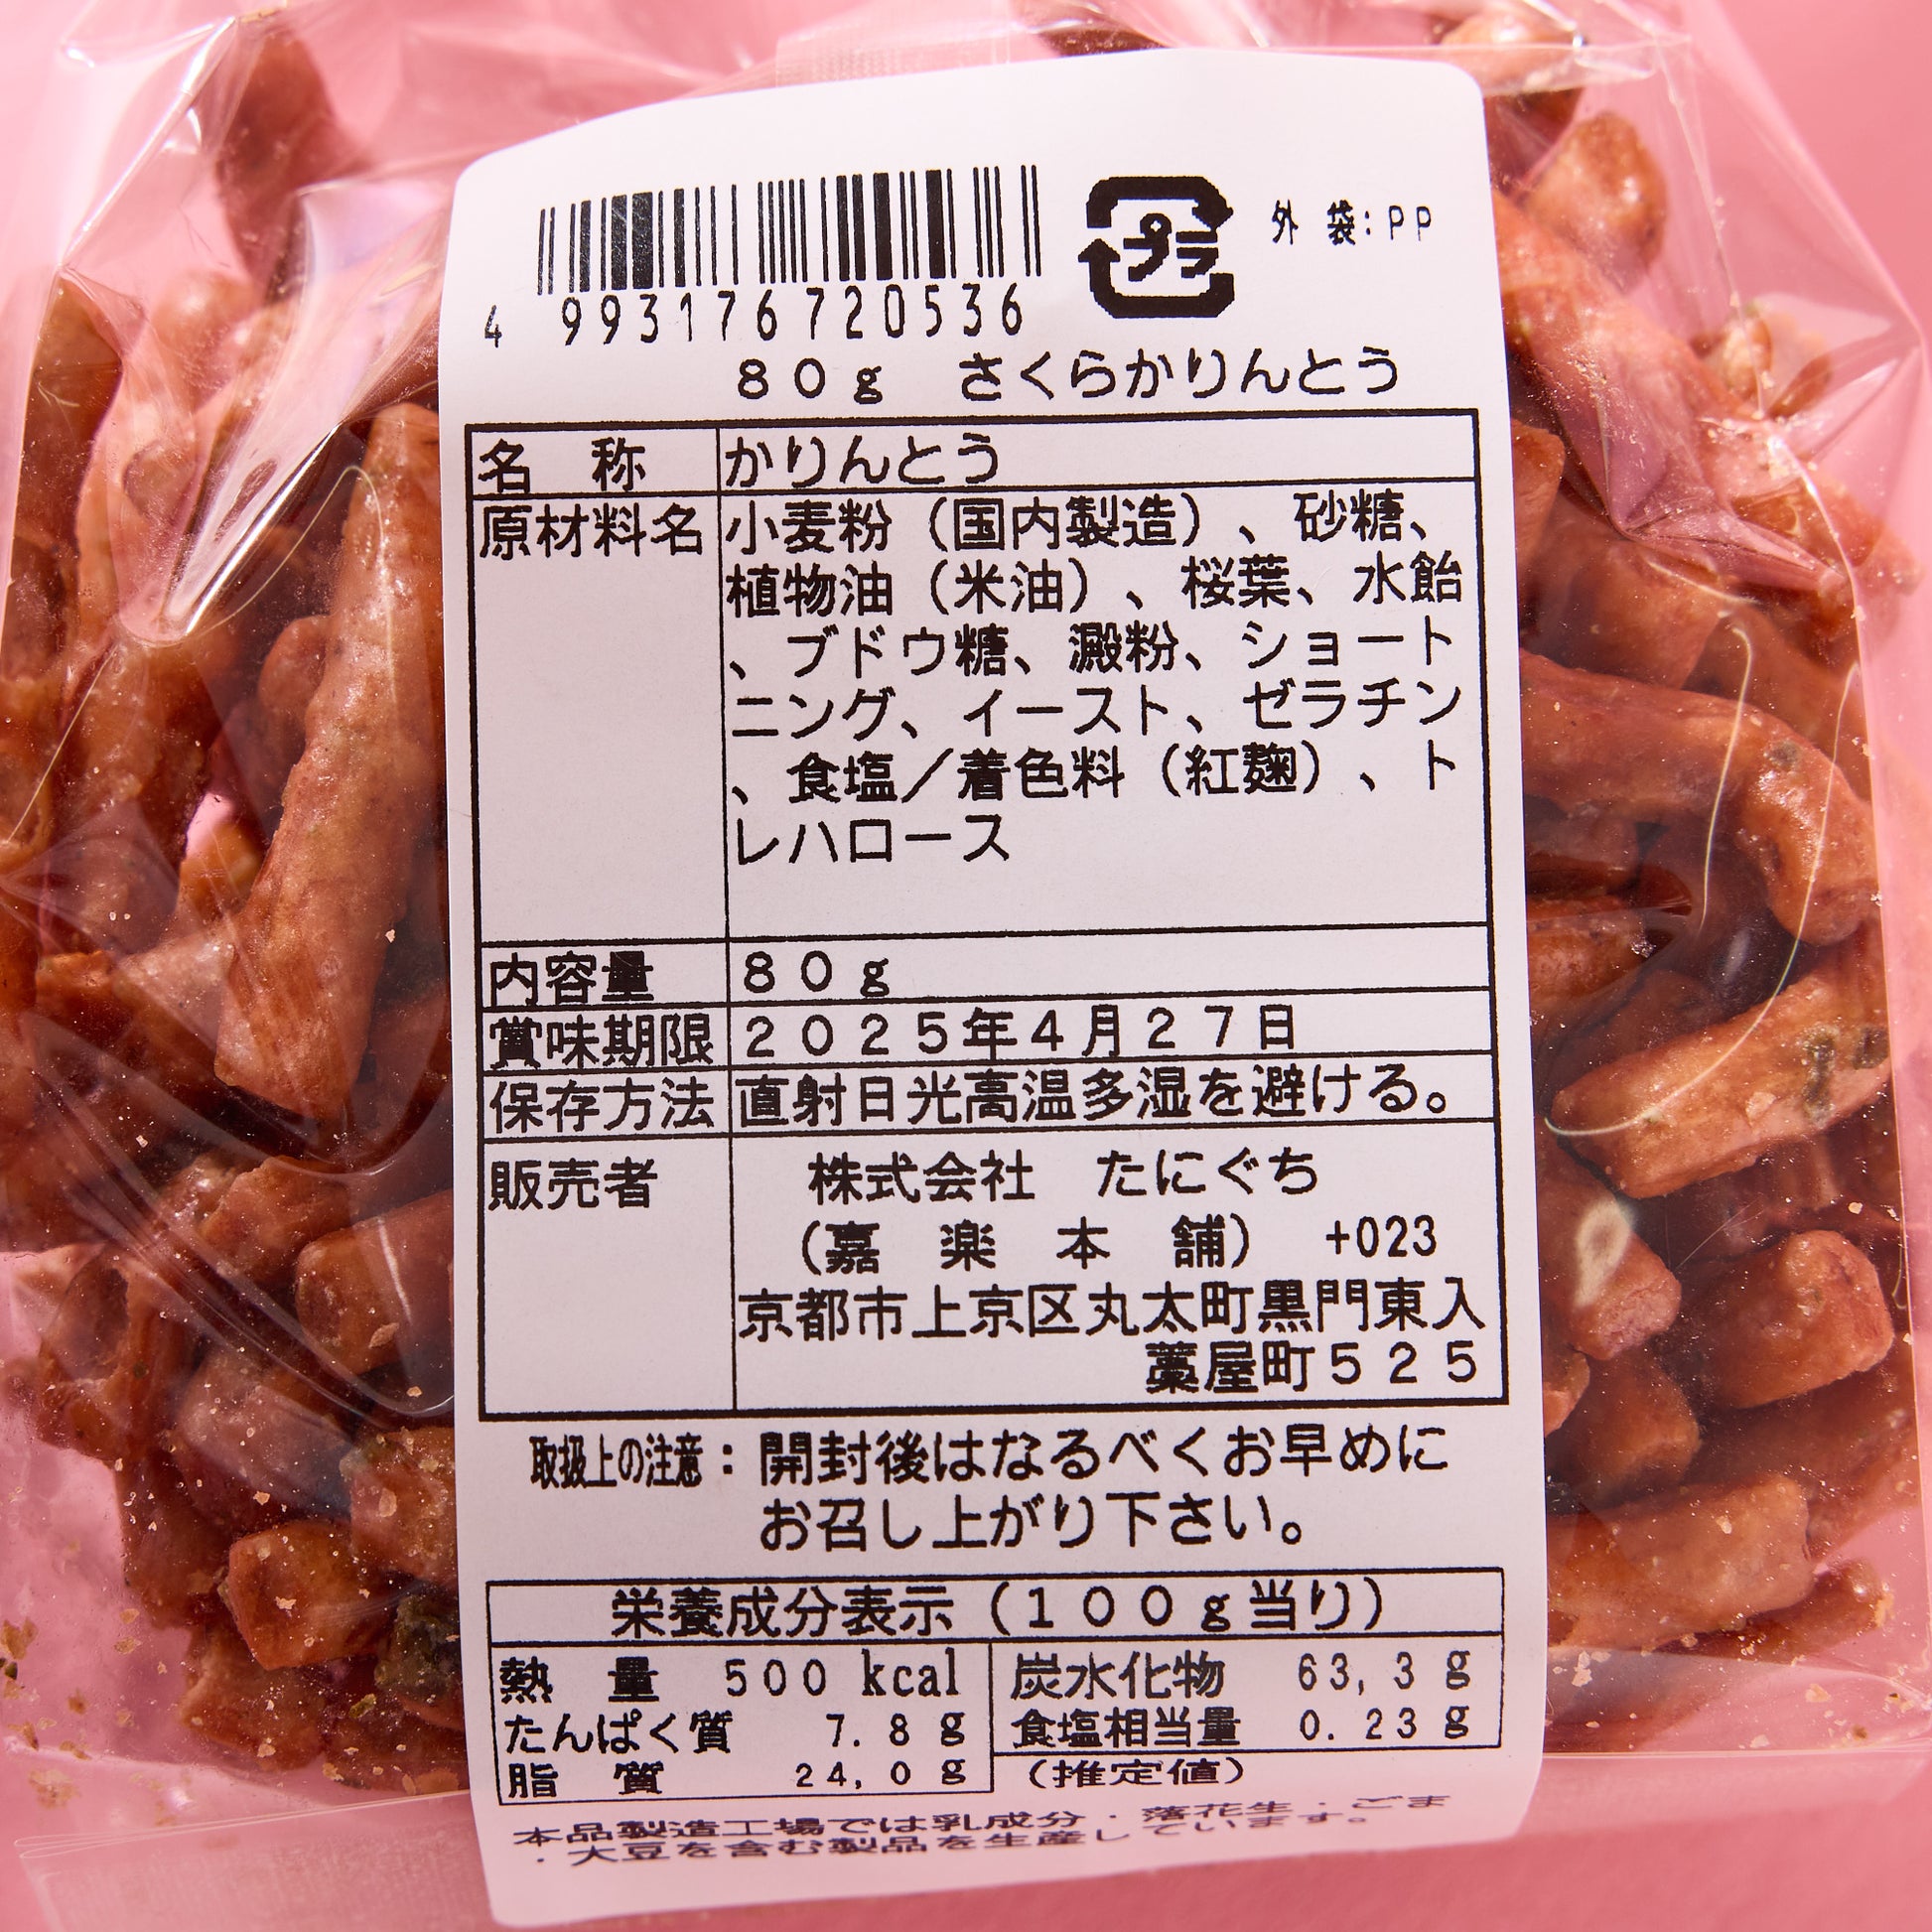 プラ
外 袋:PP
4 993176 720536
80g さくらかりんとう
名 称 かりんとう
原材料名 小麦粉（国内製造）、砂糖、
植物油（米油）、桜葉、水飴
、ブドウ糖、澱粉、ショート
ニング、イースト、ゼラチン
、食塩／着色料（紅麹）、ト
レハロース
内容量 80g
賞味期限 2025年4月27日
保存方法 直射日光高温多湿を避ける。
販売者 株式会社 たにぐち
(嘉 楽 本 舗) +023
京都市上京区丸太町黒門東入
藁屋町525
取扱上の注意：開封後はなるべくお早めに
お召し上がり下さい。
栄養成分表示（100g当り）
熱 量 500 kcal 炭水化物 63,3 g
たんぱく質 7.8 g 食塩相当量 0.23 g
脂 質 24,0 g （推定値）
本品製造工場では乳成分・落花生・ごま
・大豆を含む製品を生産しています。